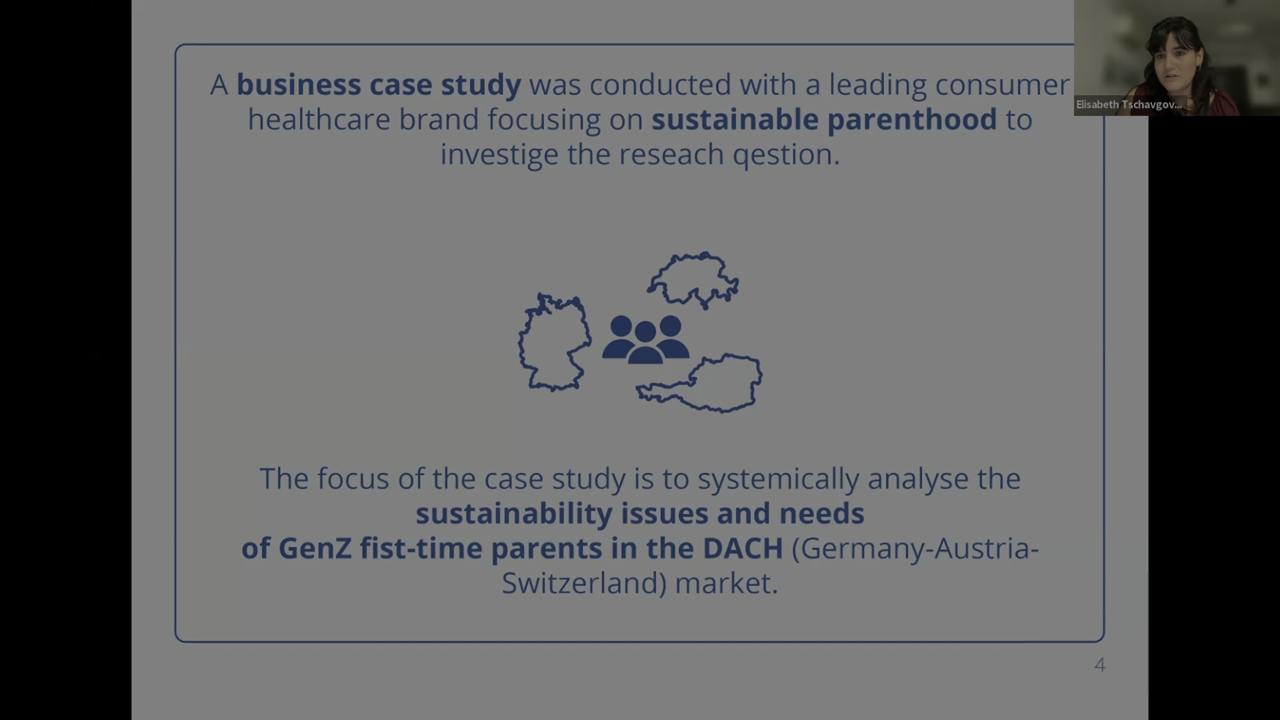 A business case study was conducted with a leading consumer
healthcare brand focusing on sustainable parenthood to
investige the reseach qestion.
Elisabeth Tschavgov...
The focus of the case study is to systemically analyse the
sustainability issues and needs
of GenZ fist-time parents in the DACH (Germany-Austria-
Switzerland) market.
4